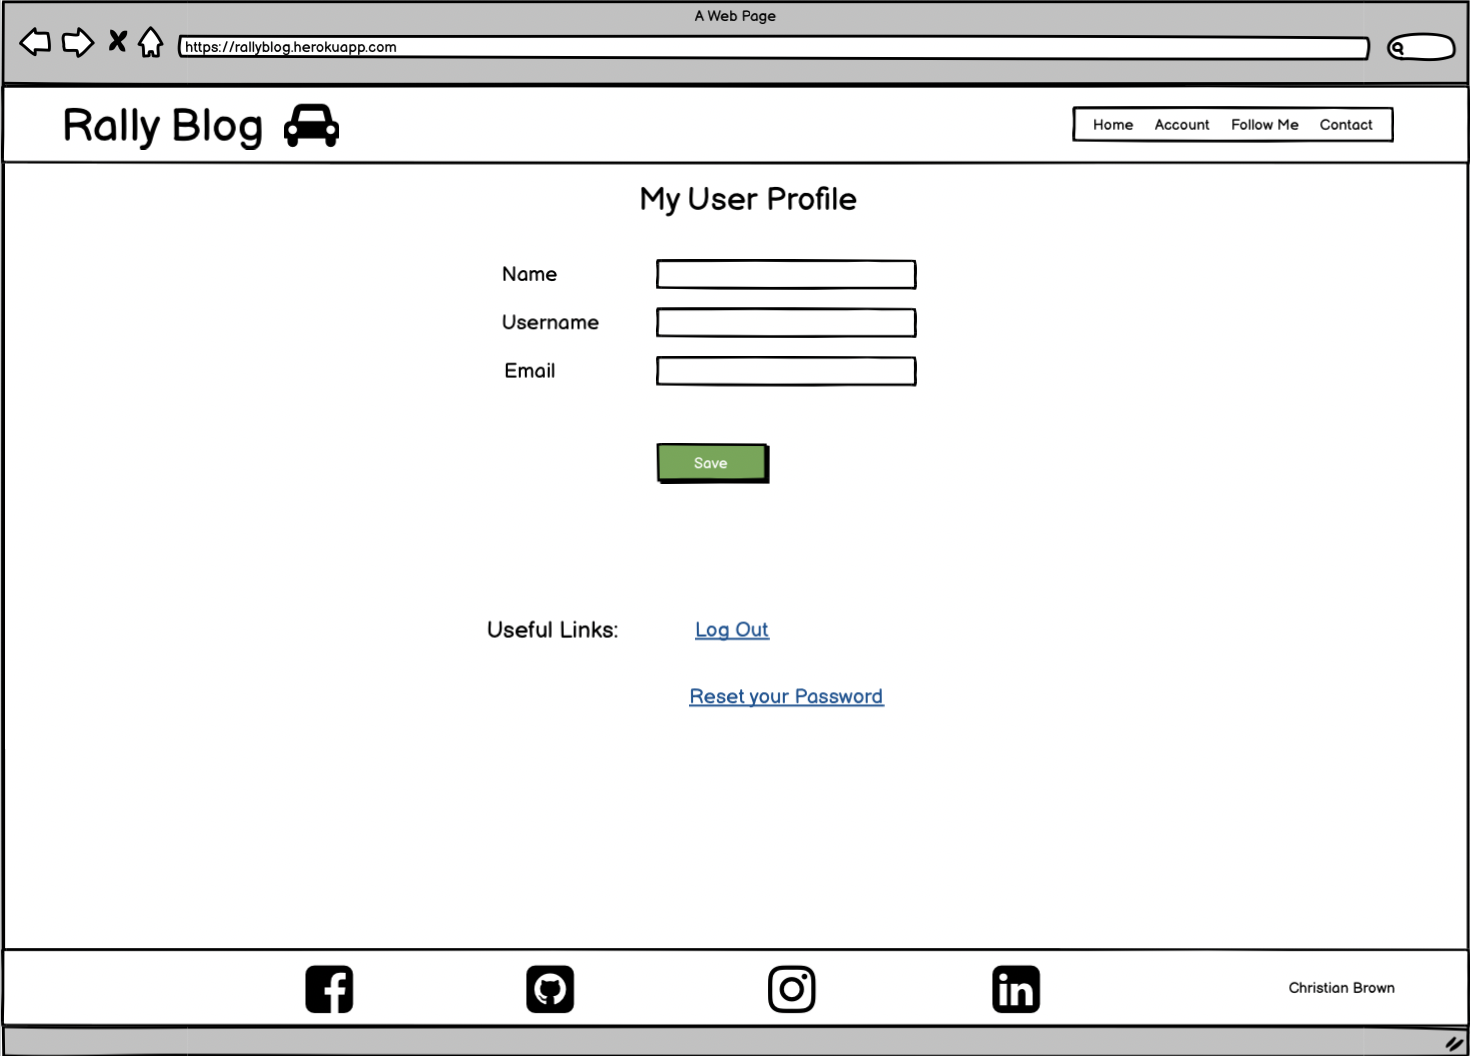 A Web Page
https://rallyblog.herokuapp.com
Rally Blog
Home Account Follow Me Contact
My User Profile
Name
Username
Email
Save
Useful Links: Log Out
Reset your Password
Christian Brown